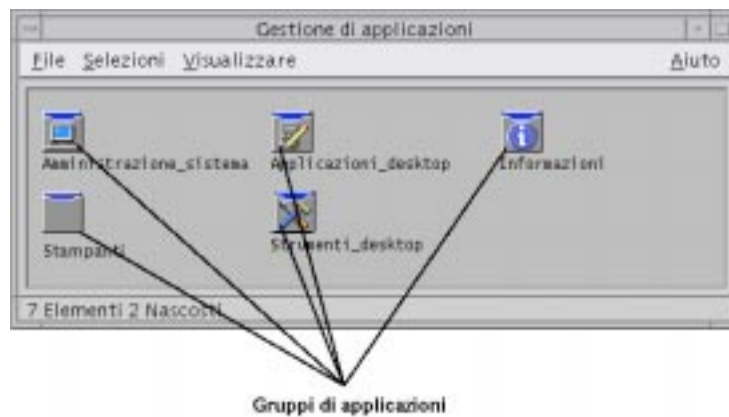 Gestione di applicazioni
File Selezioni Visualizzare Aiuto
Amministrazione_sistema Applicazioni_desktop Informazioni
Stampanti Strumenti_desktop
7 Elementi 2 Nascosti
Gruppi di applicazioni